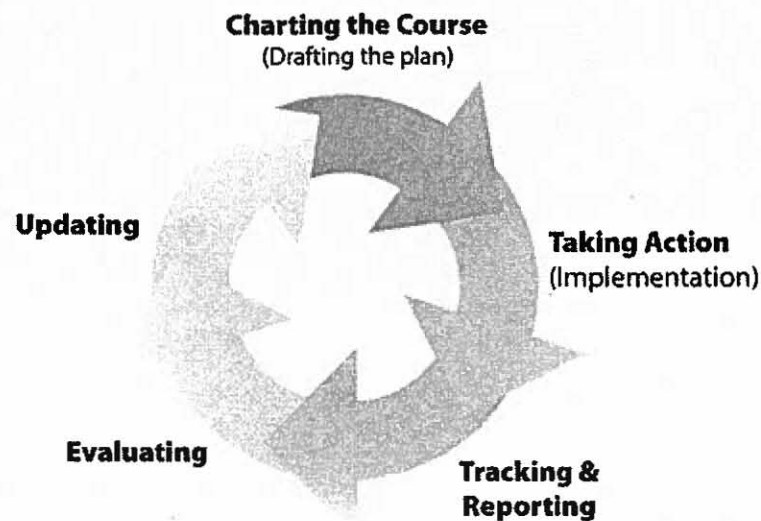 Charting the Course
(Drafting the plan)
Taking Action
(Implementation)
Tracking &
Reporting
Evaluating
Updating